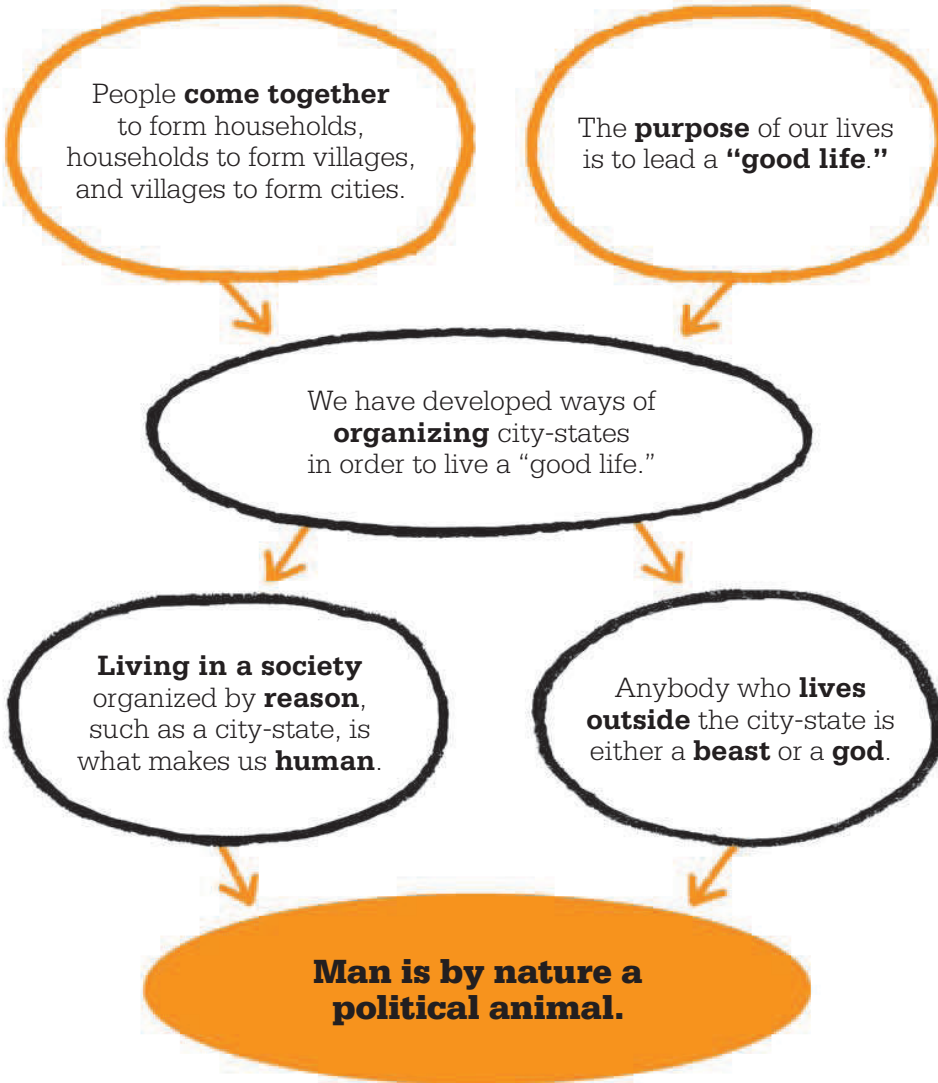 People come together
to form households,
households to form villages,
and villages to form cities.
The purpose of our lives
is to lead a “good life.”
We have developed ways of
organizing city-states
in order to live a “good life.”
Living in a society
organized by reason,
such as a city-state, is
what makes us human.
Anybody who lives
outside the city-state is
either a beast or a god.
Man is by nature a
political animal.